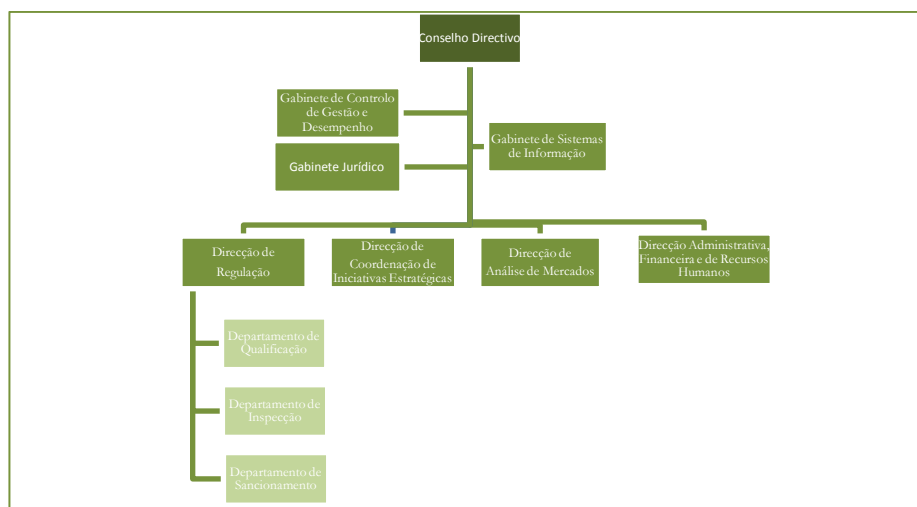 Conselho Directivo
Gabinete de Controlo
de Gestão e
Desempenho
Gabinete de Sistemas
de Informação
Gabinete Jurídico
Direcção de
Regulação
Direcção de
Coordenação de
Iniciativas Estratégicas
Direcção de
Análise de Mercados
Direcção Administrativa,
Financeira e de Recursos
Humanos
Departamento de
Qualificação
Departamento de
Inspecção
Departamento de
Sancionamento